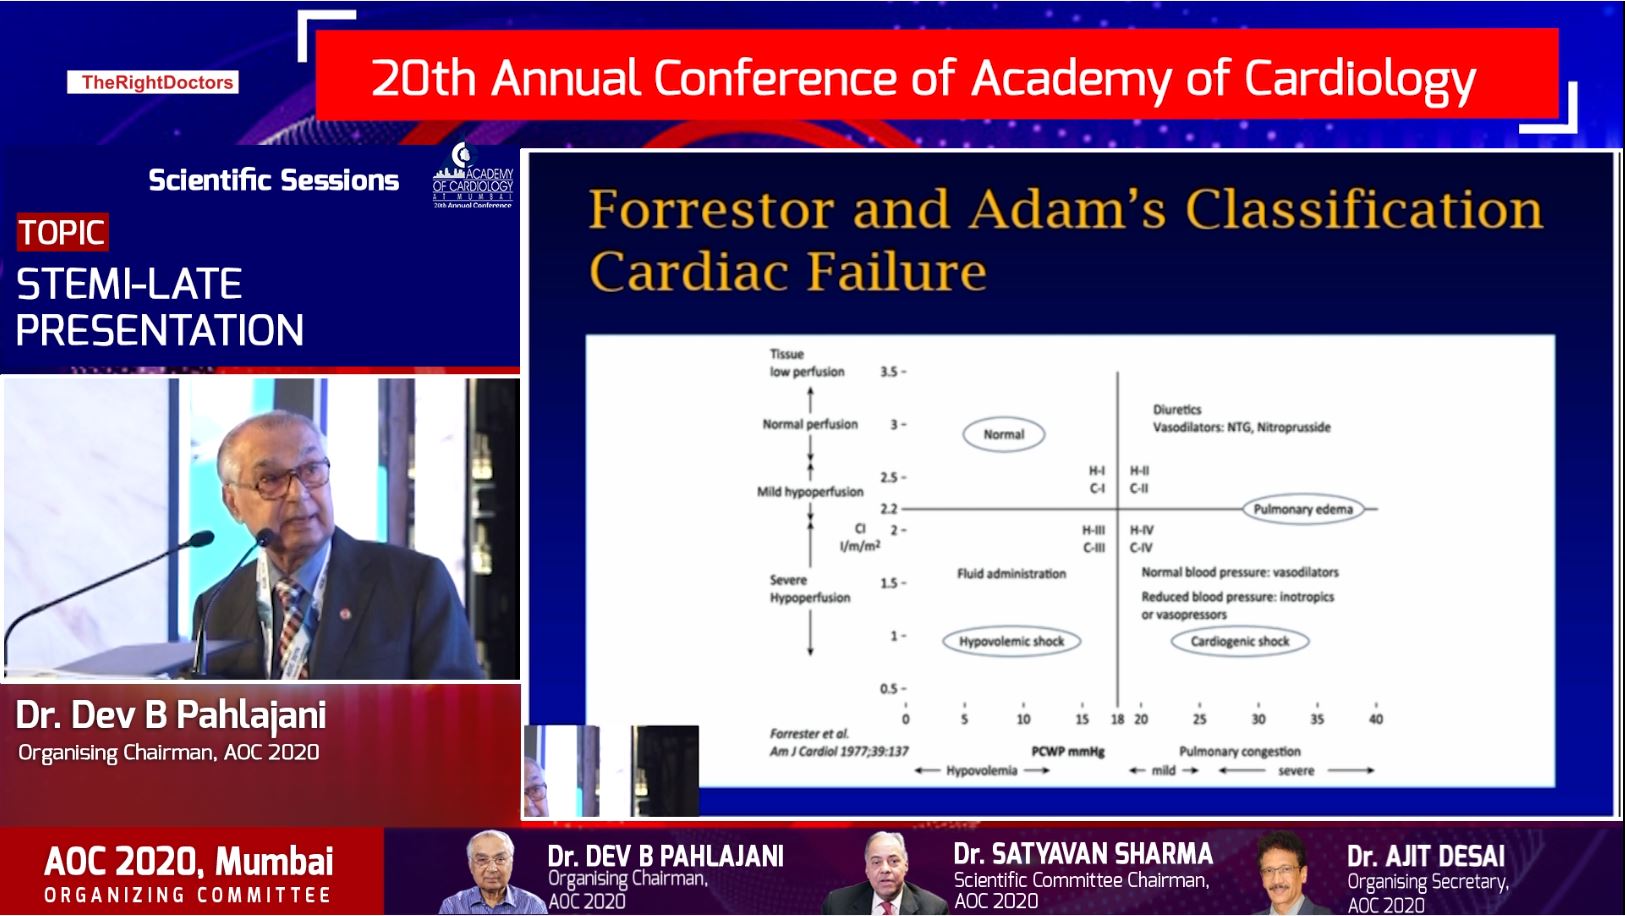 TheRightDoctors
20th Annual Conference of Academy of Cardiology
Scientific Sessions
ACADEMY
OF CARDIOLOGY
AT MUMBAI
20th Annual Conference
TOPIC
STEMI-LATE
PRESENTATION
Forrestor and Adam's Classification
Cardiac Failure
Tissue
low perfusion
Normal perfusion
Mild hypoperfusion
CI
l/m/m²
Severe
Hypoperfusion
3.5 -
3 -
2.5 -
2.2
2 -
1.5 -
1 -
0.5 -
Normal
Diuretics
Vasodilators: NTG, Nitroprusside
H-I H-II
C-I C-II
Pulmonary edema
H-III H-IV
C-III C-IV
Fluid administration
Normal blood pressure: vasodilators
Reduced blood pressure: inotropics
or vasopressors
Hypovolemic shock
Cardiogenic shock
0 5 10 15 18 20 25 30 35 40
Forrester et al.
Am J Cardiol 1977;39:137
PCWP mmHg
Pulmonary congestion
Hypovolemia
mild
severe
Dr. Dev B Pahlajani
Organising Chairman, AOC 2020
AOC 2020, Mumbai
ORGANIZING COMMITTEE
Dr. DEV B PAHLAJANI
Organising Chairman,
AOC 2020
Dr. SATYAVAN SHARMA
Scientific Committee Chairman,
AOC 2020
Dr. AJIT DESAI
Organising Secretary,
AOC 2020